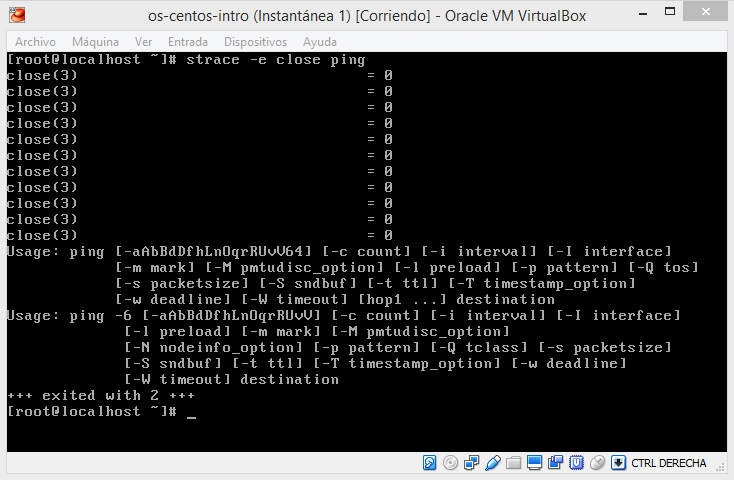 os-centos-intro (Instantánea 1) [Corriendo] - Oracle VM VirtualBox
Archivo Máquina Ver Entrada Dispositivos Ayuda
[root@localhost ~]# strace -e close ping
close(3) = 0
close(3) = 0
close(3) = 0
close(3) = 0
close(3) = 0
close(3) = 0
close(3) = 0
close(3) = 0
close(3) = 0
close(3) = 0
close(3) = 0
Usage: ping [-aAbBdDfhLnOqrRUvV64] [-c count] [-i interval] [-I interface]
[-m mark] [-M pmtudisc_option] [-l preload] [-p pattern] [-Q tos]
[-s packetsize] [-S sndbuf] [-t ttl] [-T timestamp_option]
[-w deadline] [-W timeout] [hop1 ...] destination
Usage: ping -6 [-aAbBdDfhLnOqrRUvV] [-c count] [-i interval] [-I interface]
[-l preload] [-m mark] [-M pmtudisc_option]
[-N nodeinfo_option] [-p pattern] [-Q tclass] [-s packetsize]
[-S sndbuf] [-t ttl] [-T timestamp_option] [-w deadline]
[-W timeout] destination
+++ exited with 2 +++
[root@localhost ~]# _
CTRL DERECHA